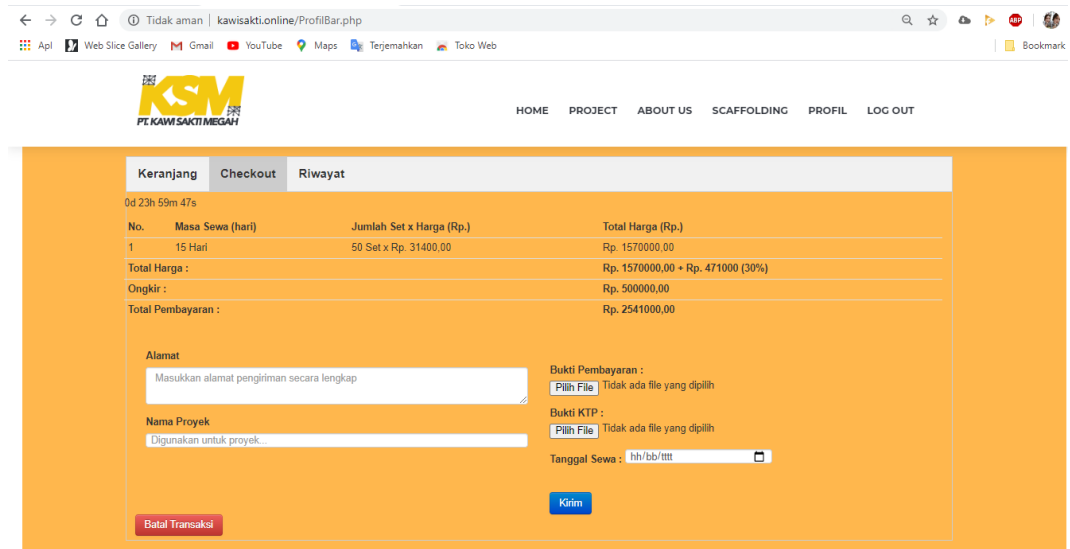 Tidak aman | kawisakti.online/ProfilBar.php
ABP
Apl Web Slice Gallery Gmail YouTube Maps Terjemahkan Toko Web Bookmark
KSM
PT. KAWI SAKTI MEGAH
HOME PROJECT ABOUT US SCAFFOLDING PROFIL LOG OUT
Keranjang Checkout Riwayat
0d 23h 59m 47s
No. Masa Sewa (hari) Jumlah Set x Harga (Rp.) Total Harga (Rp.)
1 15 Hari 50 Set x Rp. 31400,00 Rp. 1570000,00
Total Harga : Rp. 1570000,00 + Rp. 471000 (30%)
Ongkir : Rp. 500000,00
Total Pembayaran : Rp. 2541000,00
Alamat
Masukkan alamat pengiriman secara lengkap
Nama Proyek
Digunakan untuk proyek...
Bukti Pembayaran :
Pilih File Tidak ada file yang dipilih
Bukti KTP :
Pilih File Tidak ada file yang dipilih
Tanggal Sewa : hh/bb/tttt
Kirim
Batal Transaksi